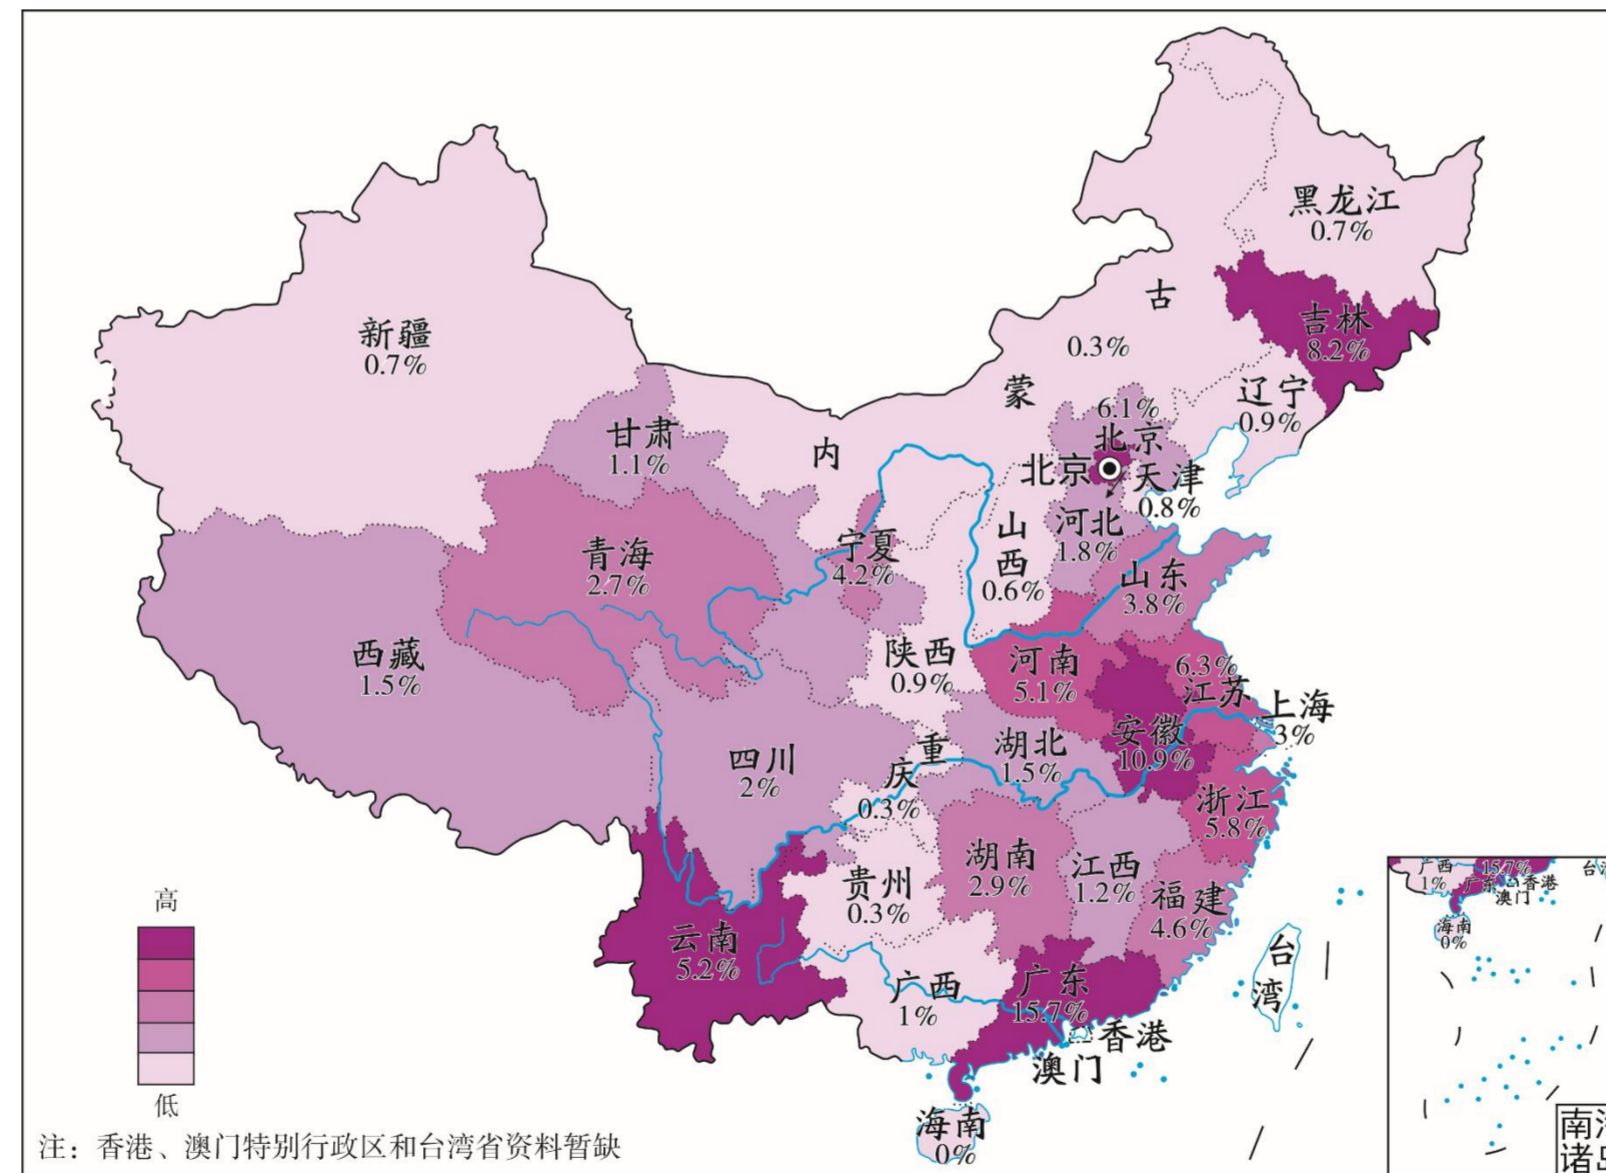 黑龙江
0.7%
吉林
8.2%
辽宁
0.9%
内
蒙
古
0.3%
新疆
0.7%
甘肃
1.1%
6.1%
北京
北京
天津
0.8%
河北
1.8%
山
西
0.6%
宁夏
4.2%
青海
2.7%
山东
3.8%
西藏
1.5%
陕西
0.9%
河南
5.1%
6.3%
江苏
上海
3%
安徽
10.9%
四川
2%
重
庆
0.3%
湖北
1.5%
浙江
5.8%
湖南
2.9%
江西
1.2%
贵州
0.3%
福建
4.6%
云南
5.2%
广西
1%
广东
15.7%
香港
澳门
台
湾
海南
0%
高
低
注：香港、澳门特别行政区和台湾省资料暂缺
广西
1%
15.7%
广东
香港
澳门
台
海南
0%
南
诸